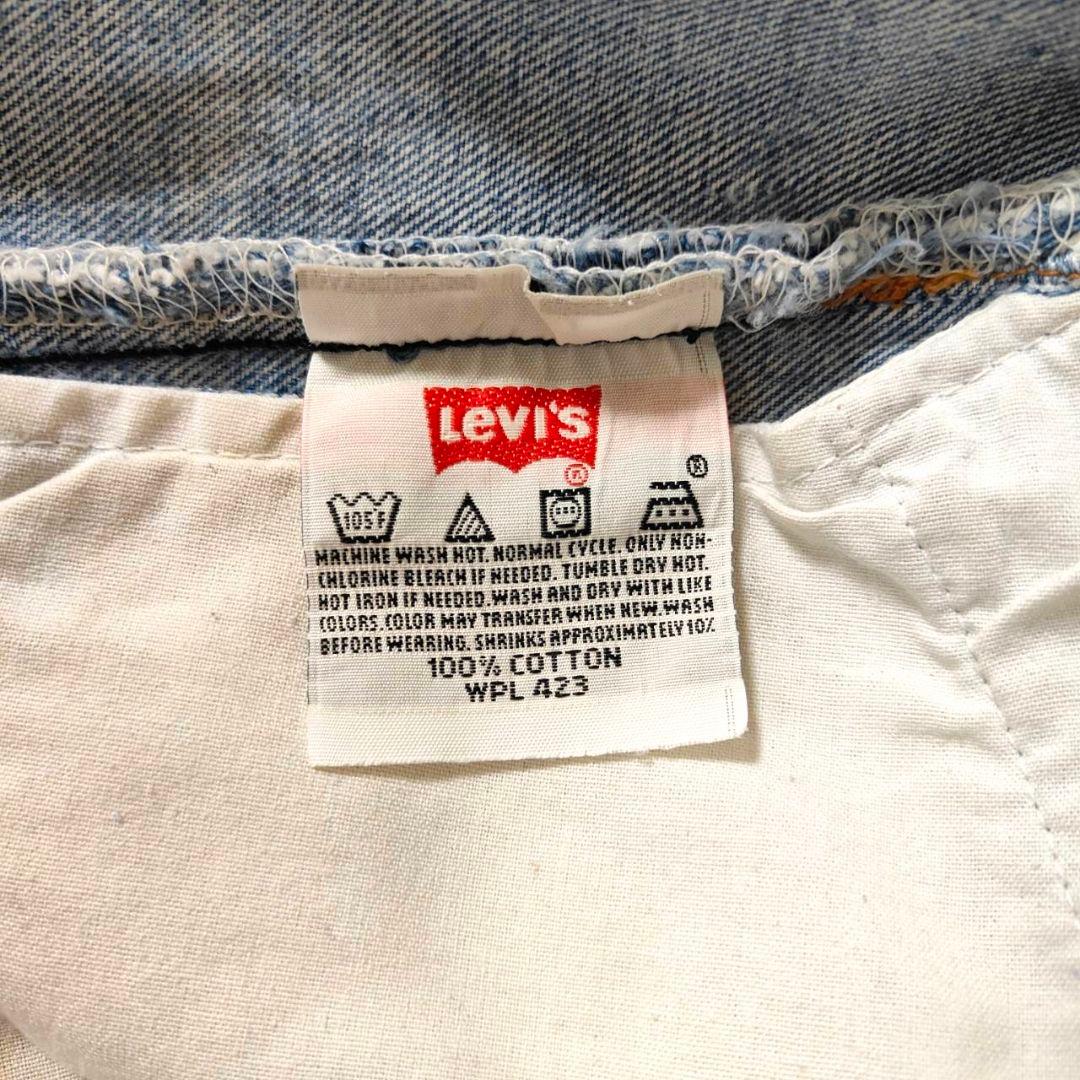 Levi's
®
®
105F
MACHINE WASH HOT. NORMAL CYCLE. ONLY NON-
CHLORINE BLEACH IF NEEDED. TUMBLE DRY HOT.
HOT IRON IF NEEDED. WASH AND DRY WITH LIKE
COLORS. COLOR MAY TRANSFER WHEN NEW. WASH
BEFORE WEARING. SHRINKS APPROXIMATELY 10%
100% COTTON
WPL 423